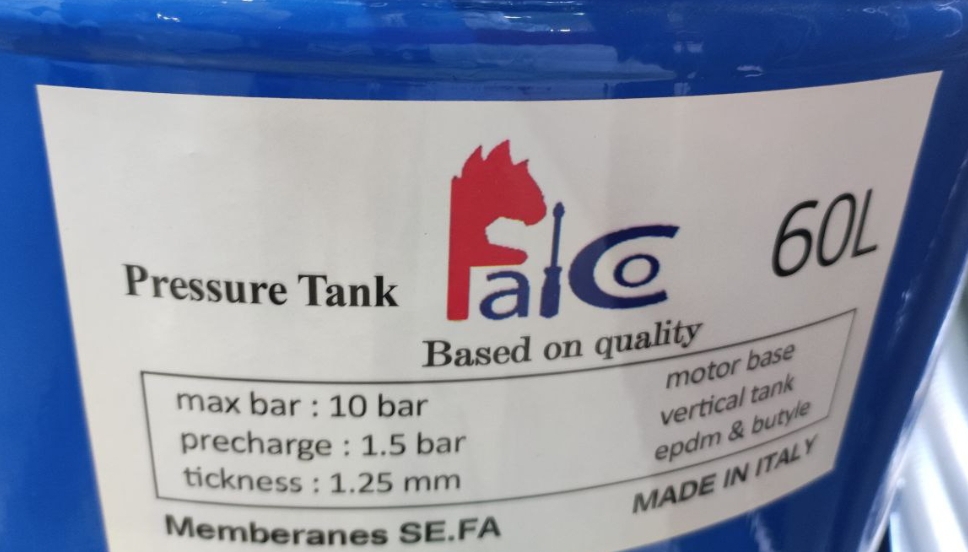 FalCo
60L
Pressure Tank
Based on quality
max bar : 10 bar
precharge : 1.5 bar
tickness : 1.25 mm
motor base
vertical tank
epdm & butyle
Memberanes SE.FA
MADE IN ITALY